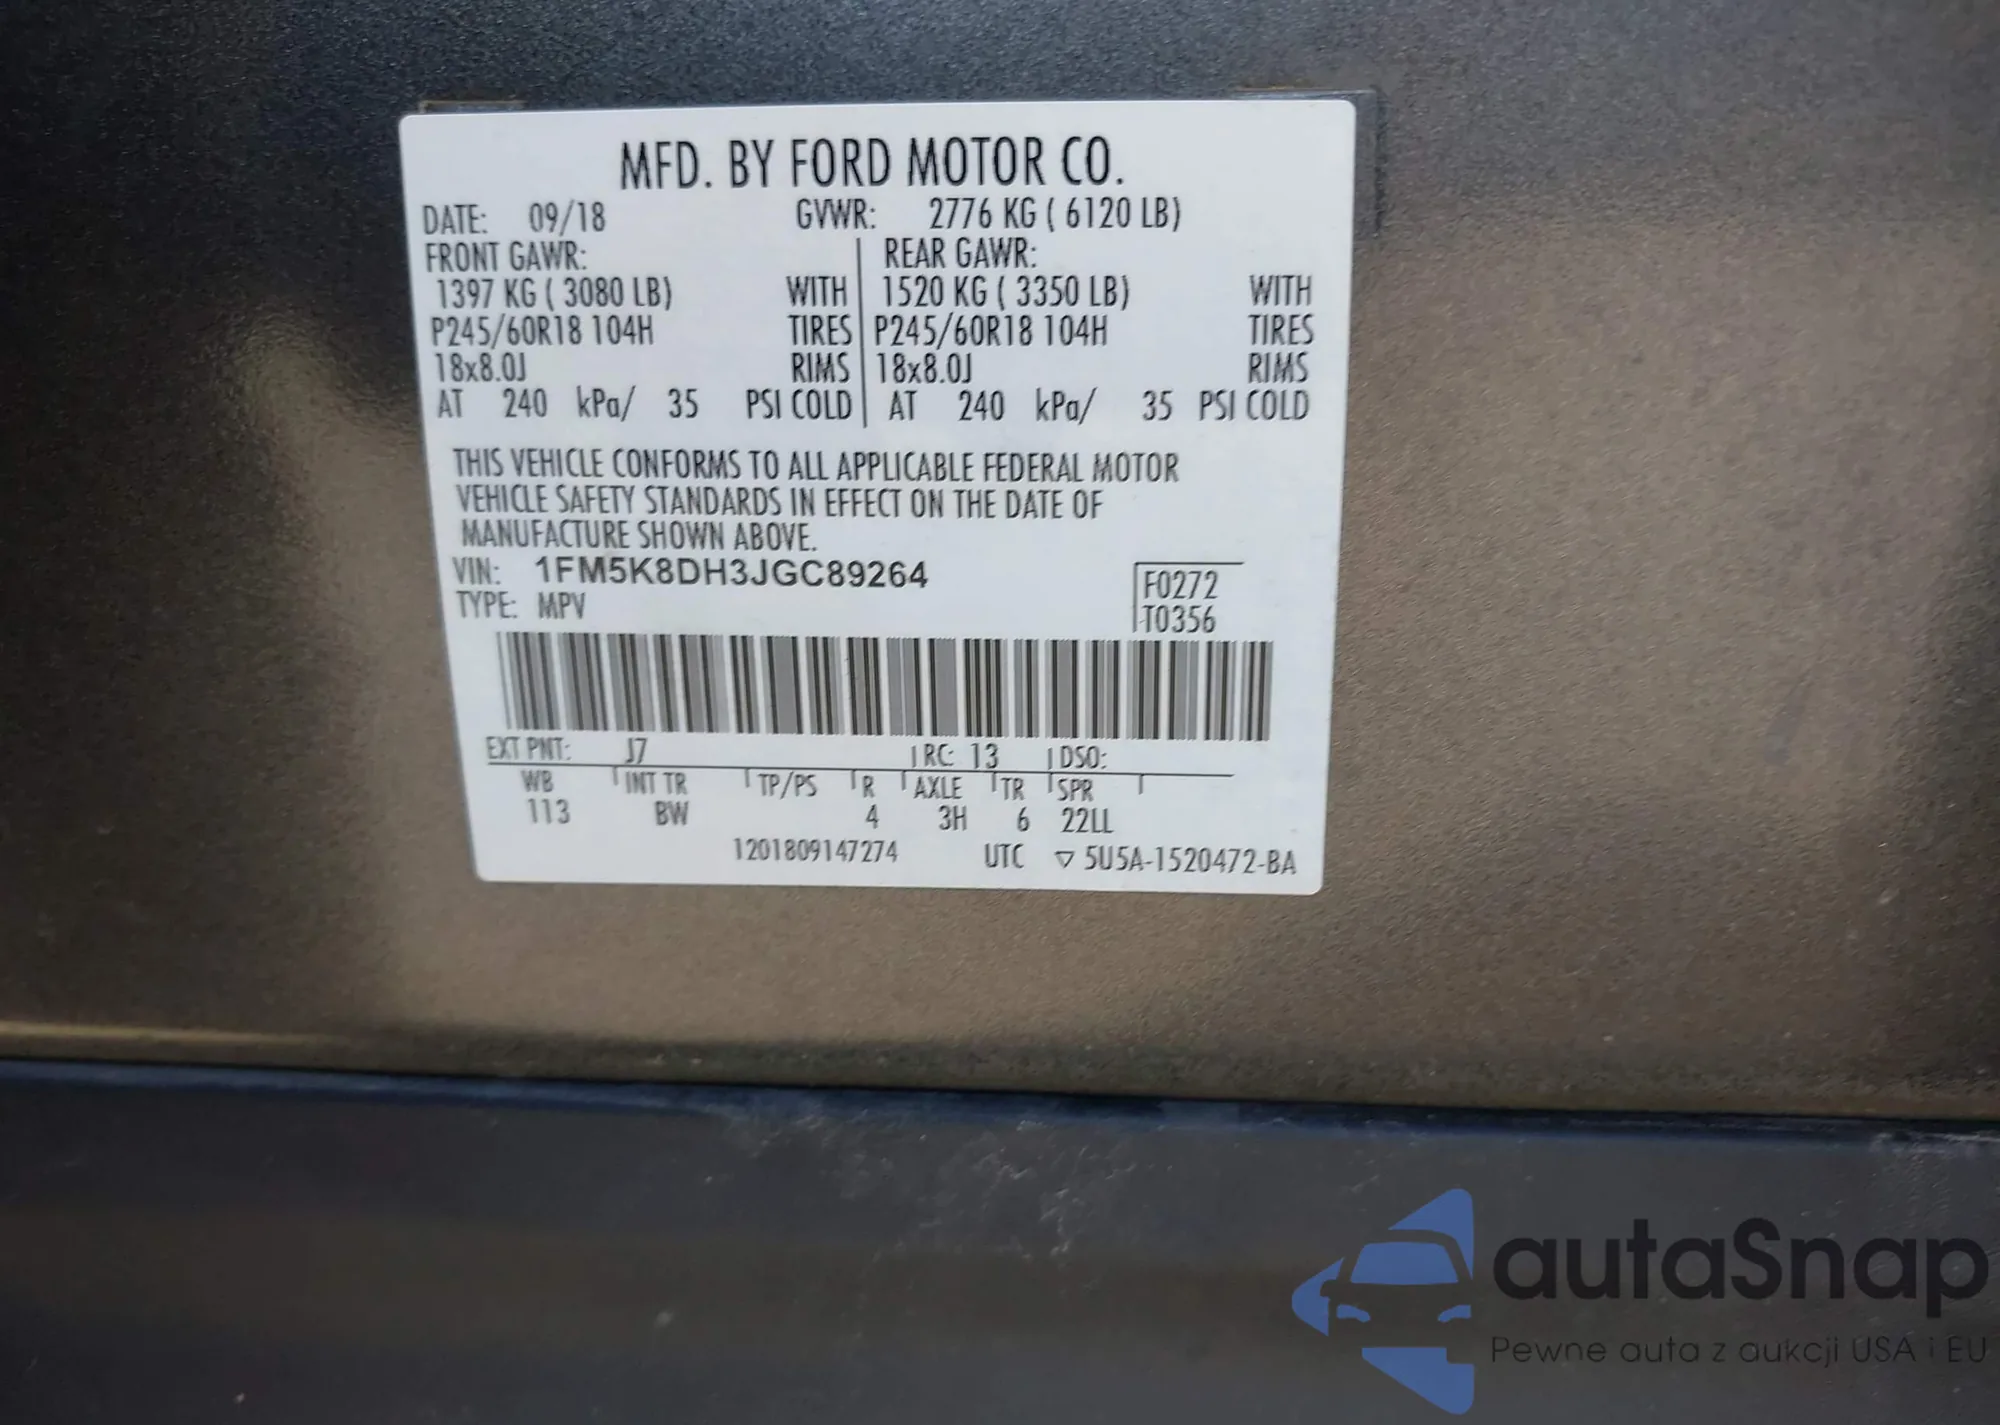 MFD. BY FORD MOTOR CO.
DATE: 09/18 GVWR: 2776 KG ( 6120 LB)
FRONT GAWR: REAR GAWR:
1397 KG ( 3080 LB) WITH 1520 KG ( 3350 LB) WITH
P245/60R18 104H TIRES P245/60R18 104H TIRES
18x8.0J RIMS 18x8.0J RIMS
AT 240 kPa/ 35 PSI COLD AT 240 kPa/ 35 PSI COLD
THIS VEHICLE CONFORMS TO ALL APPLICABLE FEDERAL MOTOR
VEHICLE SAFETY STANDARDS IN EFFECT ON THE DATE OF
MANUFACTURE SHOWN ABOVE.
VIN: 1FM5K8DH3JGC89264
F0272
TYPE: MPV
T0356
EXT PNT: J7 RC: 13 DSO:
WB INT TR TP/PS R AXLE TR SPR
113 BW 4 3H 6 22LL
1201809147274 UTC ▽ 5U5A-1520472-BA
autaSnap
Pewne auta z aukcji USA i EU